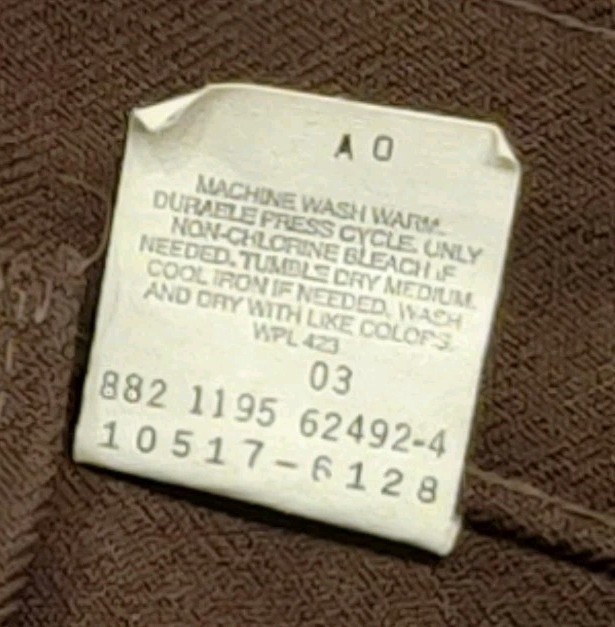 A 0
MACHINE WASH WARM.
DURABLE PRESS CYCLE. ONLY
NON-CHLORINE BLEACH IF
NEEDED. TUMBLE DRY MEDIUM.
COOL IRON IF NEEDED. WASH
AND DRY WITH LIKE COLORS.
WPL 423
03
882 1195 62492-4
10517-6128